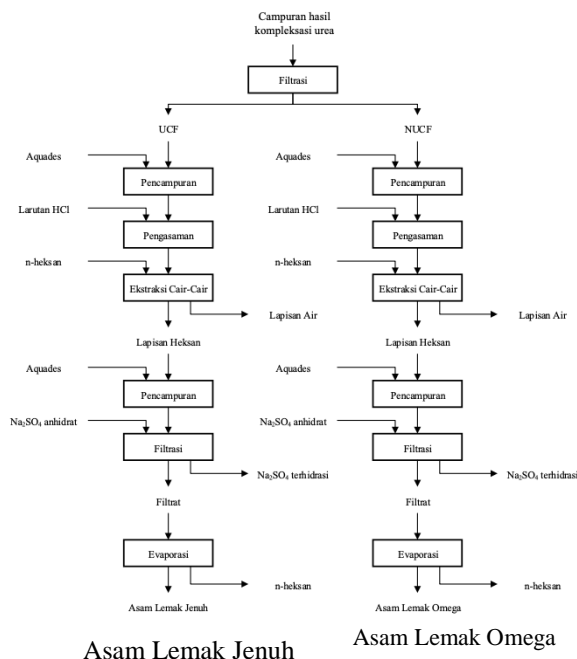 Campuran hasil
kompleksasi urea
Filtrasi
UCF
NUCF
Aquades
Aquades
Pencampuran
Pencampuran
Larutan HCl
Larutan HCl
Pengasaman
Pengasaman
n-heksan
n-heksan
Ekstraksi Cair-Cair
Ekstraksi Cair-Cair
Lapisan Air
Lapisan Air
Lapisan Heksan
Lapisan Heksan
Aquades
Aquades
Pencampuran
Pencampuran
Na₂SO₄ anhidrat
Na₂SO₄ anhidrat
Filtrasi
Filtrasi
Na₂SO₄ terhidrasi
Na₂SO₄ terhidrasi
Filtrat
Filtrat
Evaporasi
Evaporasi
n-heksan
n-heksan
Asam Lemak Jenuh
Asam Lemak Omega
Asam Lemak Jenuh
Asam Lemak Omega